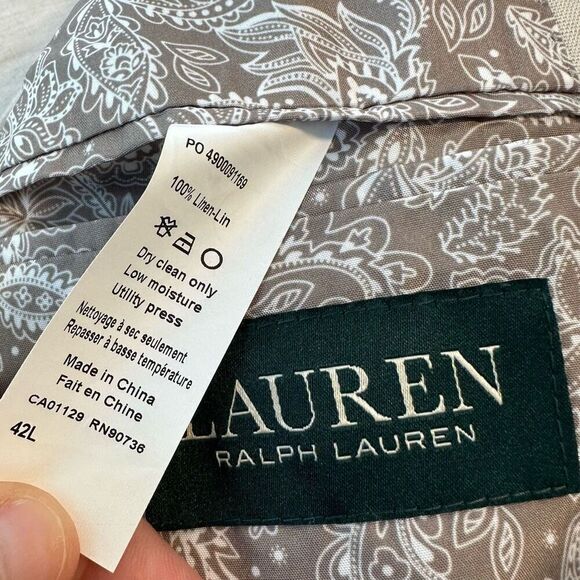 PO 4900091169
100% Linen-Lin
Dry clean only
Low moisture
Utility press
Nettoyage à sec seulement
Repasser à basse température
Made in China
Fait en Chine
CA01129 RN90736
42L
LAUREN
RALPH LAUREN